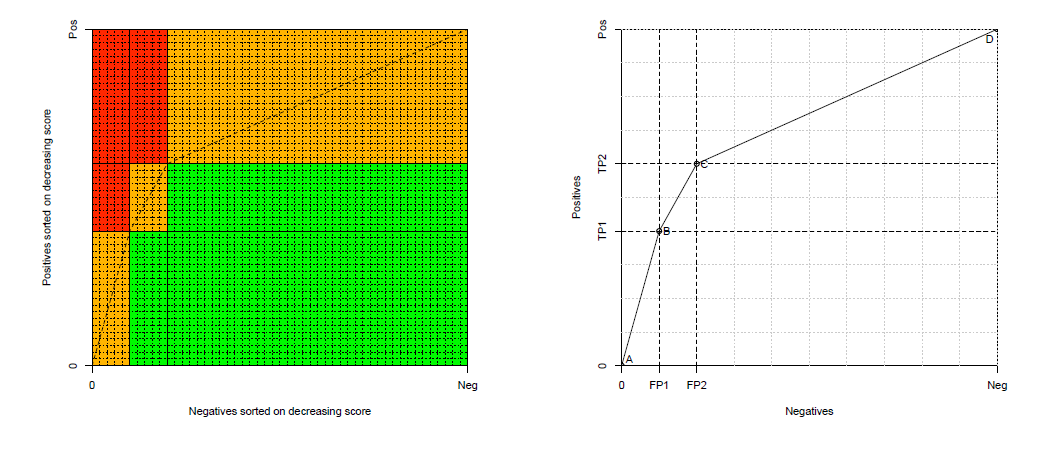 Pos
Positives sorted on decreasing score
0
0
Neg
Negatives sorted on decreasing score
Pos
TP2
TP1
Positives
0
A
B
C
D
0
FP1
FP2
Neg
Negatives